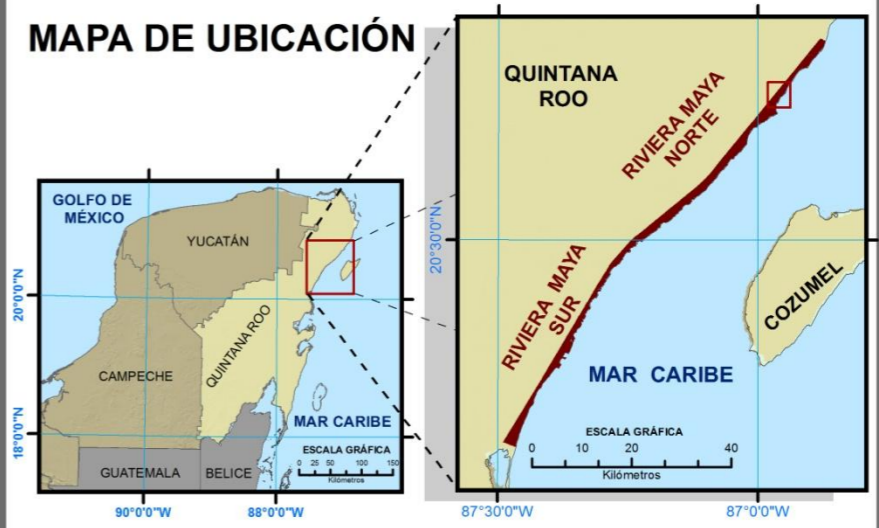 MAPA DE UBICACIÓN
GOLFO DE
MÉXICO
YUCATÁN
CAMPECHE
QUINTANA ROO
MAR CARIBE
GUATEMALA
BELICE
ESCALA GRÁFICA
0 25 50 100 150
Kilómetros
20°0'0"N
18°0'0"N
90°0'0"W
88°0'0"W
QUINTANA
ROO
RIVIERA MAYA
NORTE
RIVIERA MAYA
SUR
COZUMEL
MAR CARIBE
ESCALA GRÁFICA
0 10 20 40
Kilómetros
20°30'0"N
87°30'0"W
87°0'0"W